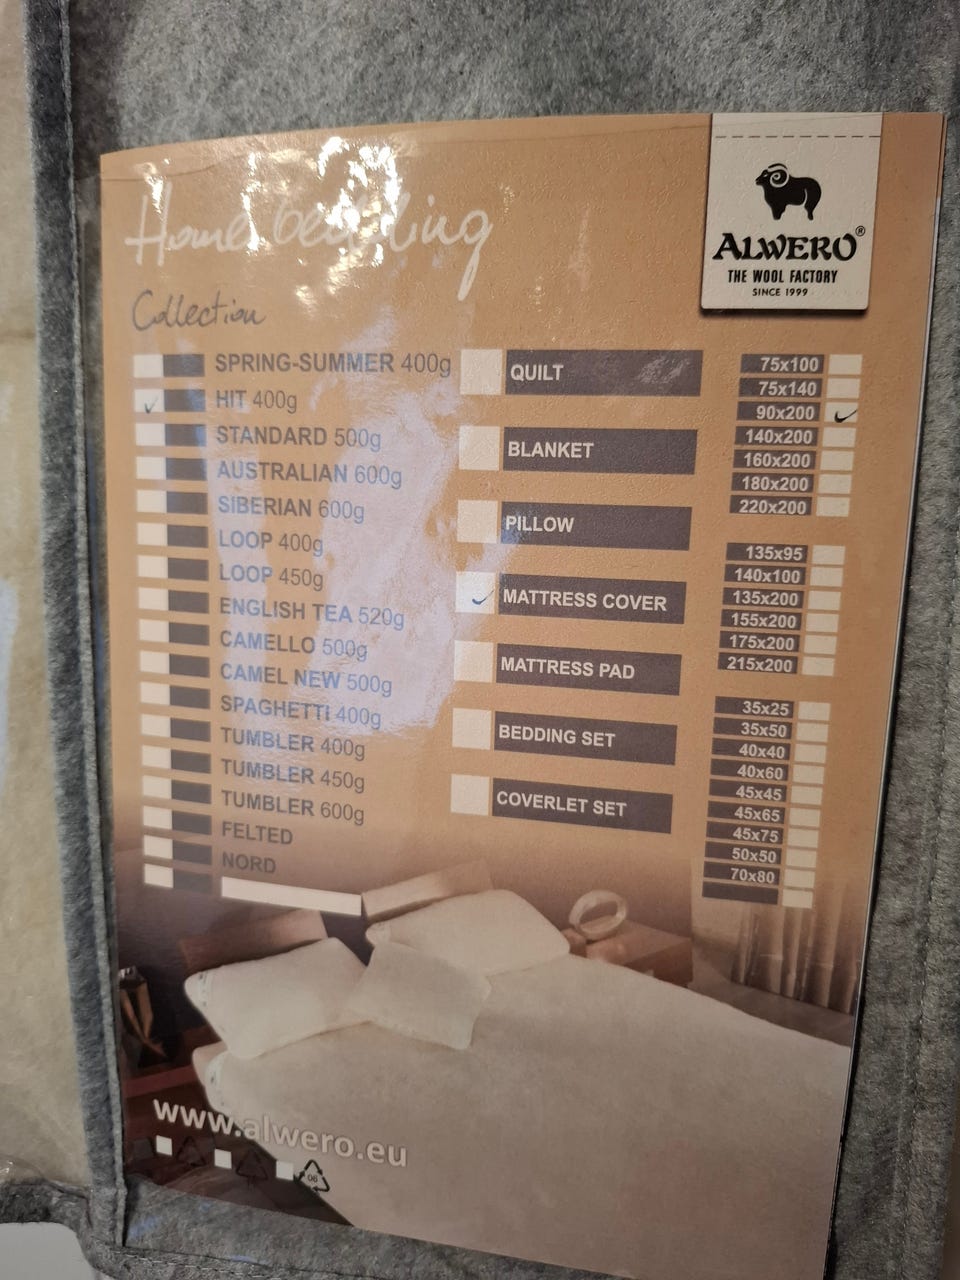 Home bedding
ALWERO®
THE WOOL FACTORY
SINCE 1999
Collection
SPRING-SUMMER 400g
HIT 400g
STANDARD 500g
AUSTRALIAN 600g
SIBERIAN 600g
LOOP 400g
LOOP 450g
ENGLISH TEA 520g
CAMELLO 500g
CAMEL NEW 500g
SPAGHETTI 400g
TUMBLER 400g
TUMBLER 450g
TUMBLER 600g
FELTED
NORD
QUILT
BLANKET
PILLOW
MATTRESS COVER
MATTRESS PAD
BEDDING SET
COVERLET SET
75x100
75x140
90x200
140x200
160x200
180x200
220x200
135x95
140x100
135x200
155x200
175x200
215x200
35x25
35x50
40x40
40x60
45x45
45x65
45x75
50x50
70x80
www.alwero.eu
06